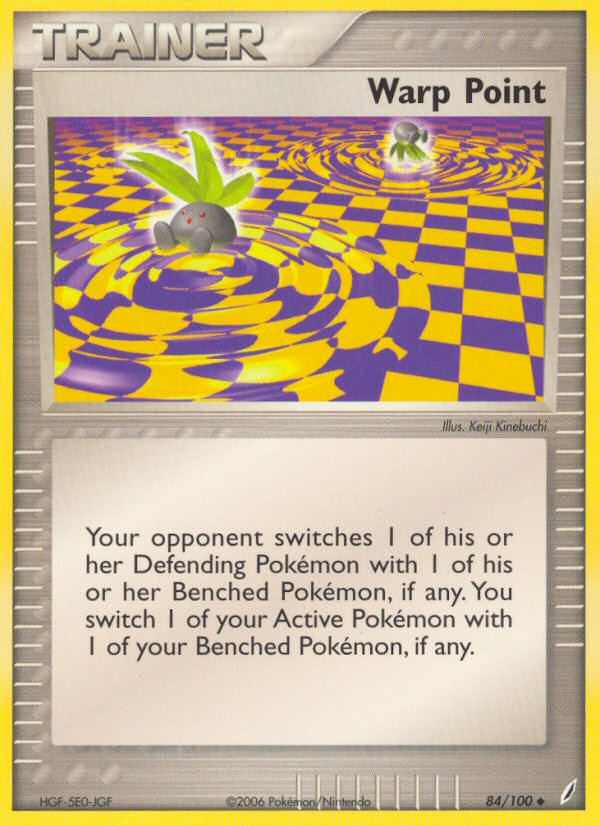 TRAINER
Warp Point
Illus. Keiji Kinebuchi
Your opponent switches 1 of his or
her Defending Pokémon with 1 of his
or her Benched Pokémon, if any. You
switch 1 of your Active Pokémon with
1 of your Benched Pokémon, if any.
HGF-5E0-JGF
©2006 Pokémon/Nintendo
84/100 ◆